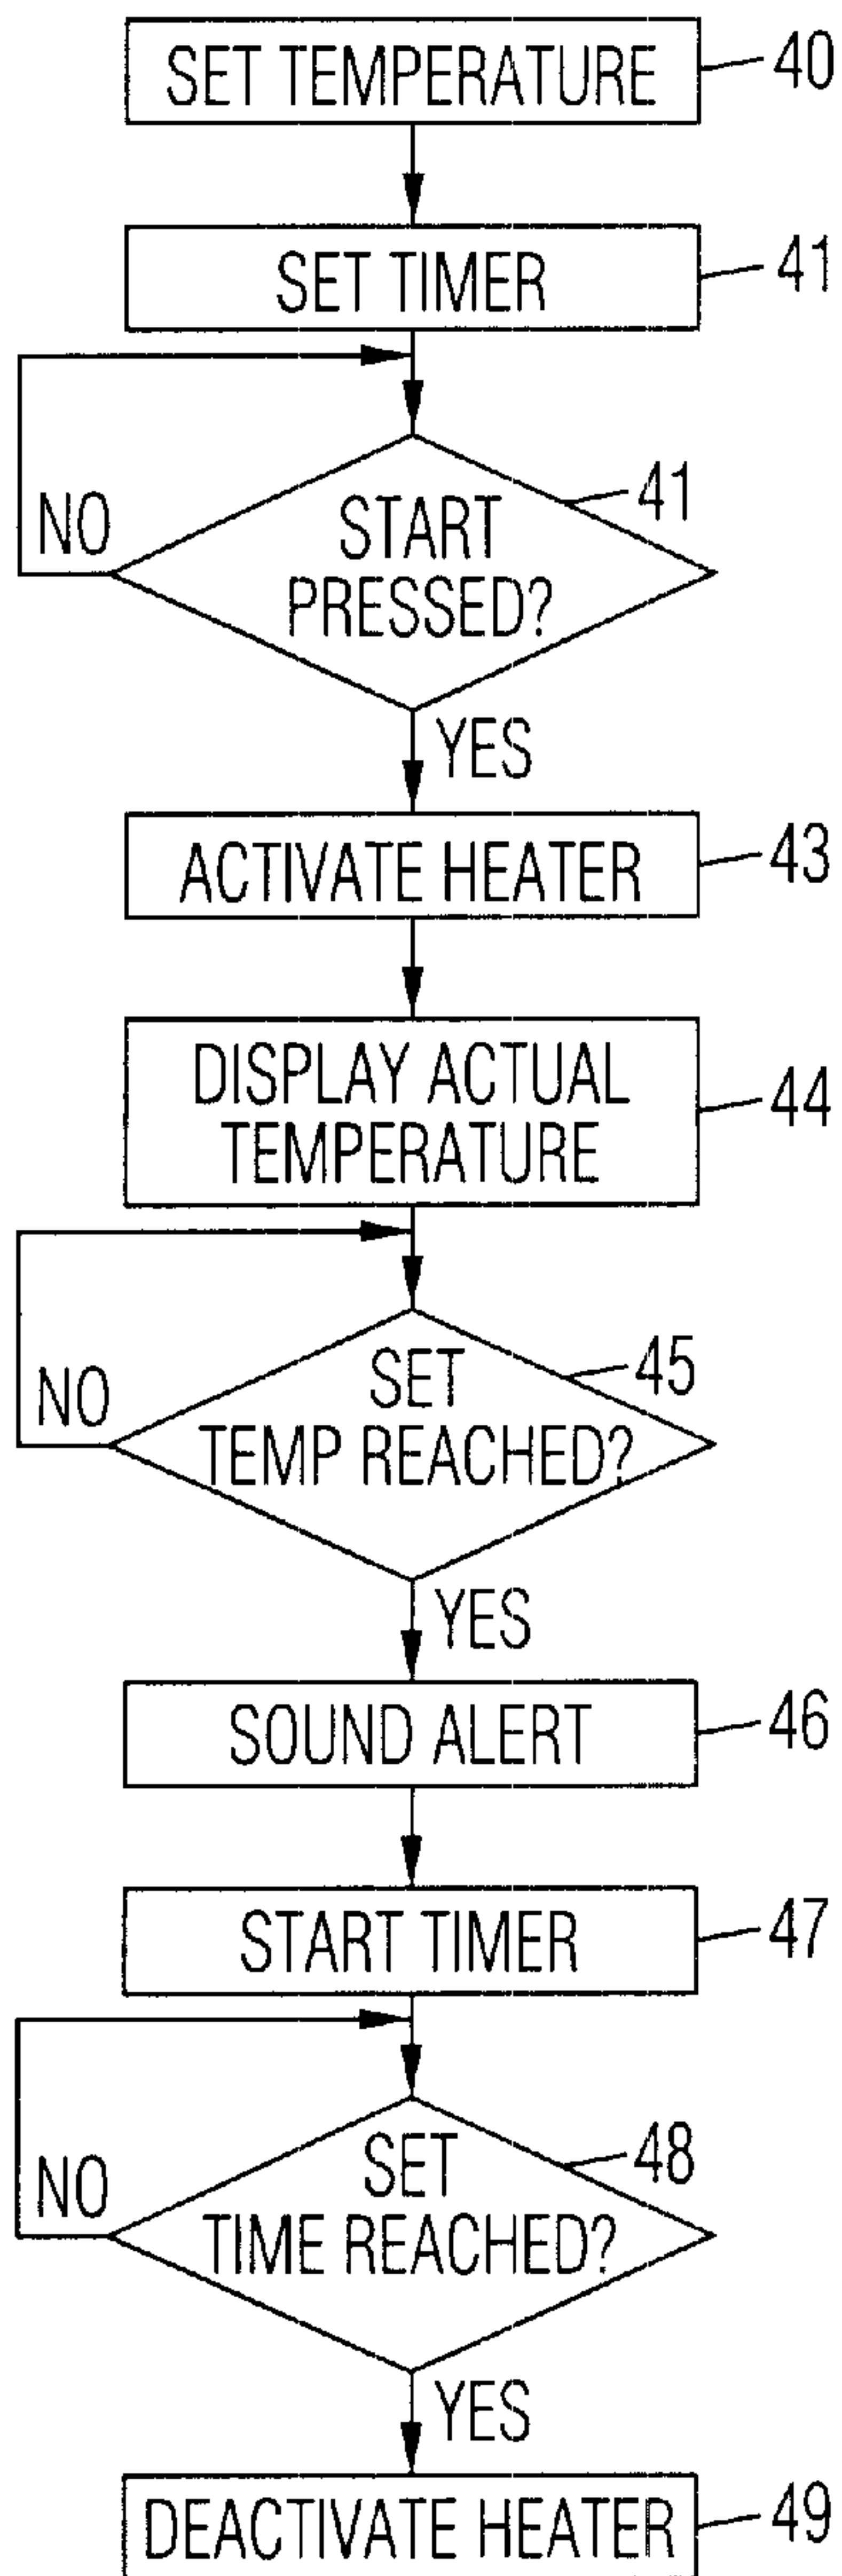 SET TEMPERATURE
40
SET TIMER
41
START
PRESSED?
41
NO
YES
ACTIVATE HEATER
43
DISPLAY ACTUAL
TEMPERATURE
44
SET
TEMP REACHED?
45
NO
YES
SOUND ALERT
46
START TIMER
47
SET
TIME REACHED?
48
NO
YES
DEACTIVATE HEATER
49